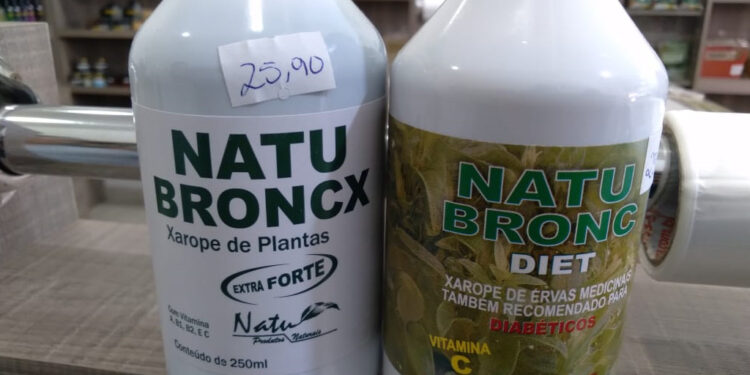 25,90
NATU
BRONCX
Xarope de Plantas
EXTRA FORTE
Com Vitamina
A, B1, B2, E C
Natu
Produtos Naturais
Conteúdo da 250ml
NATU
BRONC
DIET
XAROPE DE ERVAS MEDICINAIS
TAMBÉM RECOMENDADO PARA
DIABÉTICOS
VITAMINA
C